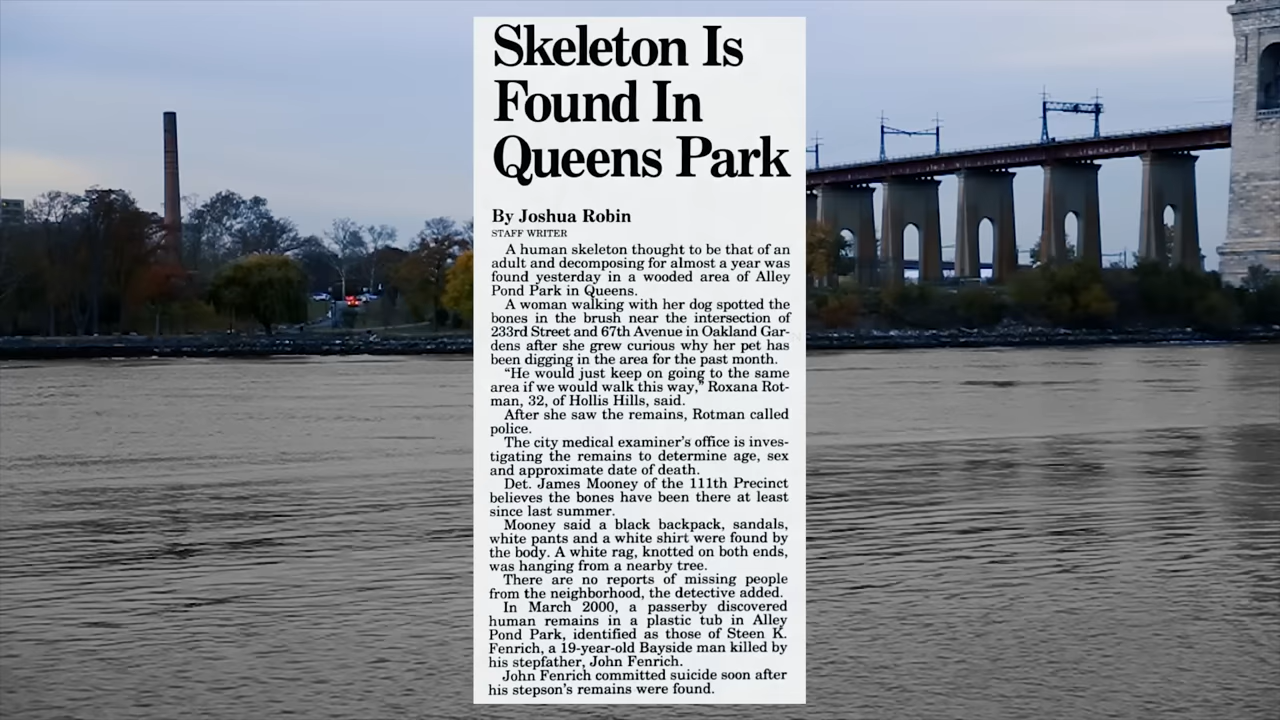 Skeleton Is
Found In
Queens Park
By Joshua Robin
STAFF WRITER
A human skeleton thought to be that of an
adult and decomposing for almost a year was
found yesterday in a wooded area of Alley
Pond Park in Queens.
A woman walking with her dog spotted the
bones in the brush near the intersection of
233rd Street and 67th Avenue in Oakland Gar-
dens after she grew curious why her pet has
been digging in the area for the past month.
“He would just keep on going to the same
area if we would walk this way,” Roxana Rot-
man, 32, of Hollis Hills, said.
After she saw the remains, Rotman called
police.
The city medical examiner's office is inves-
tigating the remains to determine age, sex
and approximate date of death.
Det. James Mooney of the 111th Precinct
believes the bones have been there at least
since last summer.
Mooney said a black backpack, sandals,
white pants and a white shirt were found by
the body. A white rag, knotted on both ends,
was hanging from a nearby tree.
There are no reports of missing people
from the neighborhood, the detective added.
In March 2000, a passerby discovered
human remains in a plastic tub in Alley
Pond Park, identified as those of Steen K.
Fenrich, a 19-year-old Bayside man killed by
his stepfather, John Fenrich.
John Fenrich committed suicide soon after
his stepson's remains were found.